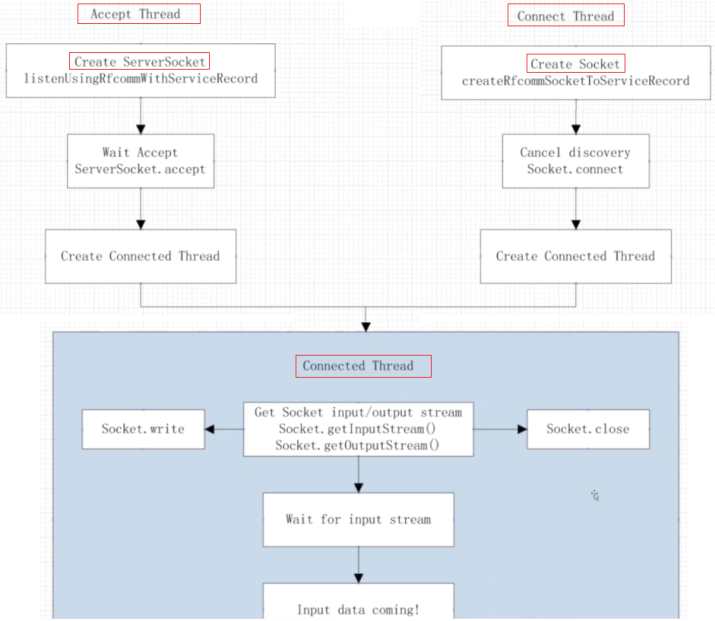 Accept Thread
Connect Thread
Create ServerSocket
listenUsingRfcommWithServiceRecord
Create Socket
createRfcommSocketToServiceRecord
Wait Accept
ServerSocket.accept
Cancel discovery
Socket.connect
Create Connected Thread
Create Connected Thread
Connected Thread
Socket.write
Get Socket input/output stream
Socket.getInputStream()
Socket.getOutputStream()
Socket.close
Wait for input stream
Input data coming!